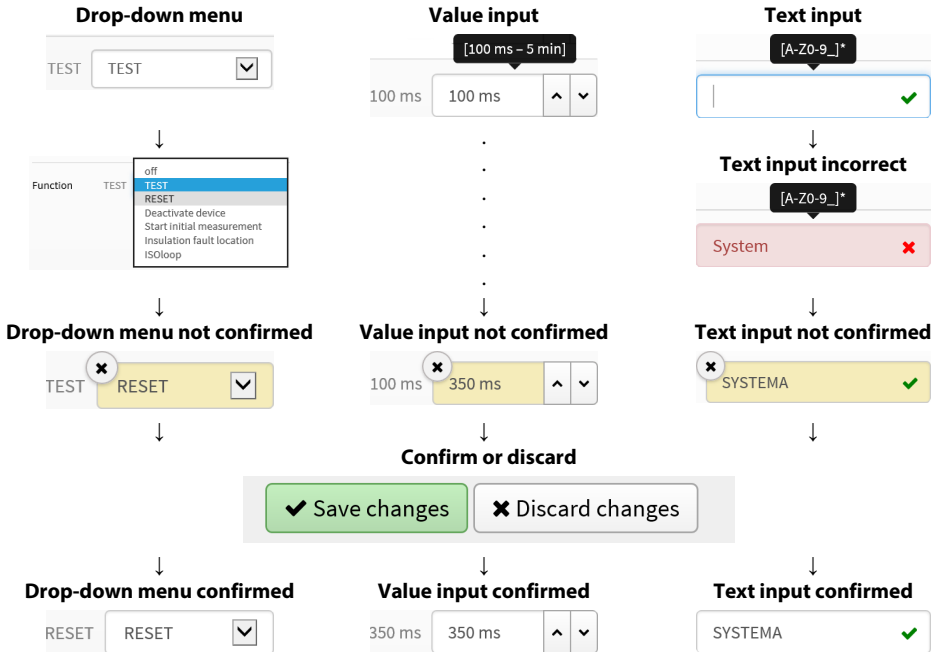 Drop-down menu
Value input
Text input
[100 ms – 5 min]
[A-Z0-9_]*
TEST
TEST
100 ms
100 ms
Text input incorrect
[A-Z0-9_]*
Function
TEST
off
TEST
RESET
Deactivate device
Start initial measurement
Insulation fault location
ISOloop
System
Drop-down menu not confirmed
Value input not confirmed
Text input not confirmed
TEST
RESET
100 ms
350 ms
SYSTEMA
Confirm or discard
Save changes
Discard changes
Drop-down menu confirmed
Value input confirmed
Text input confirmed
RESET
RESET
350 ms
350 ms
SYSTEMA